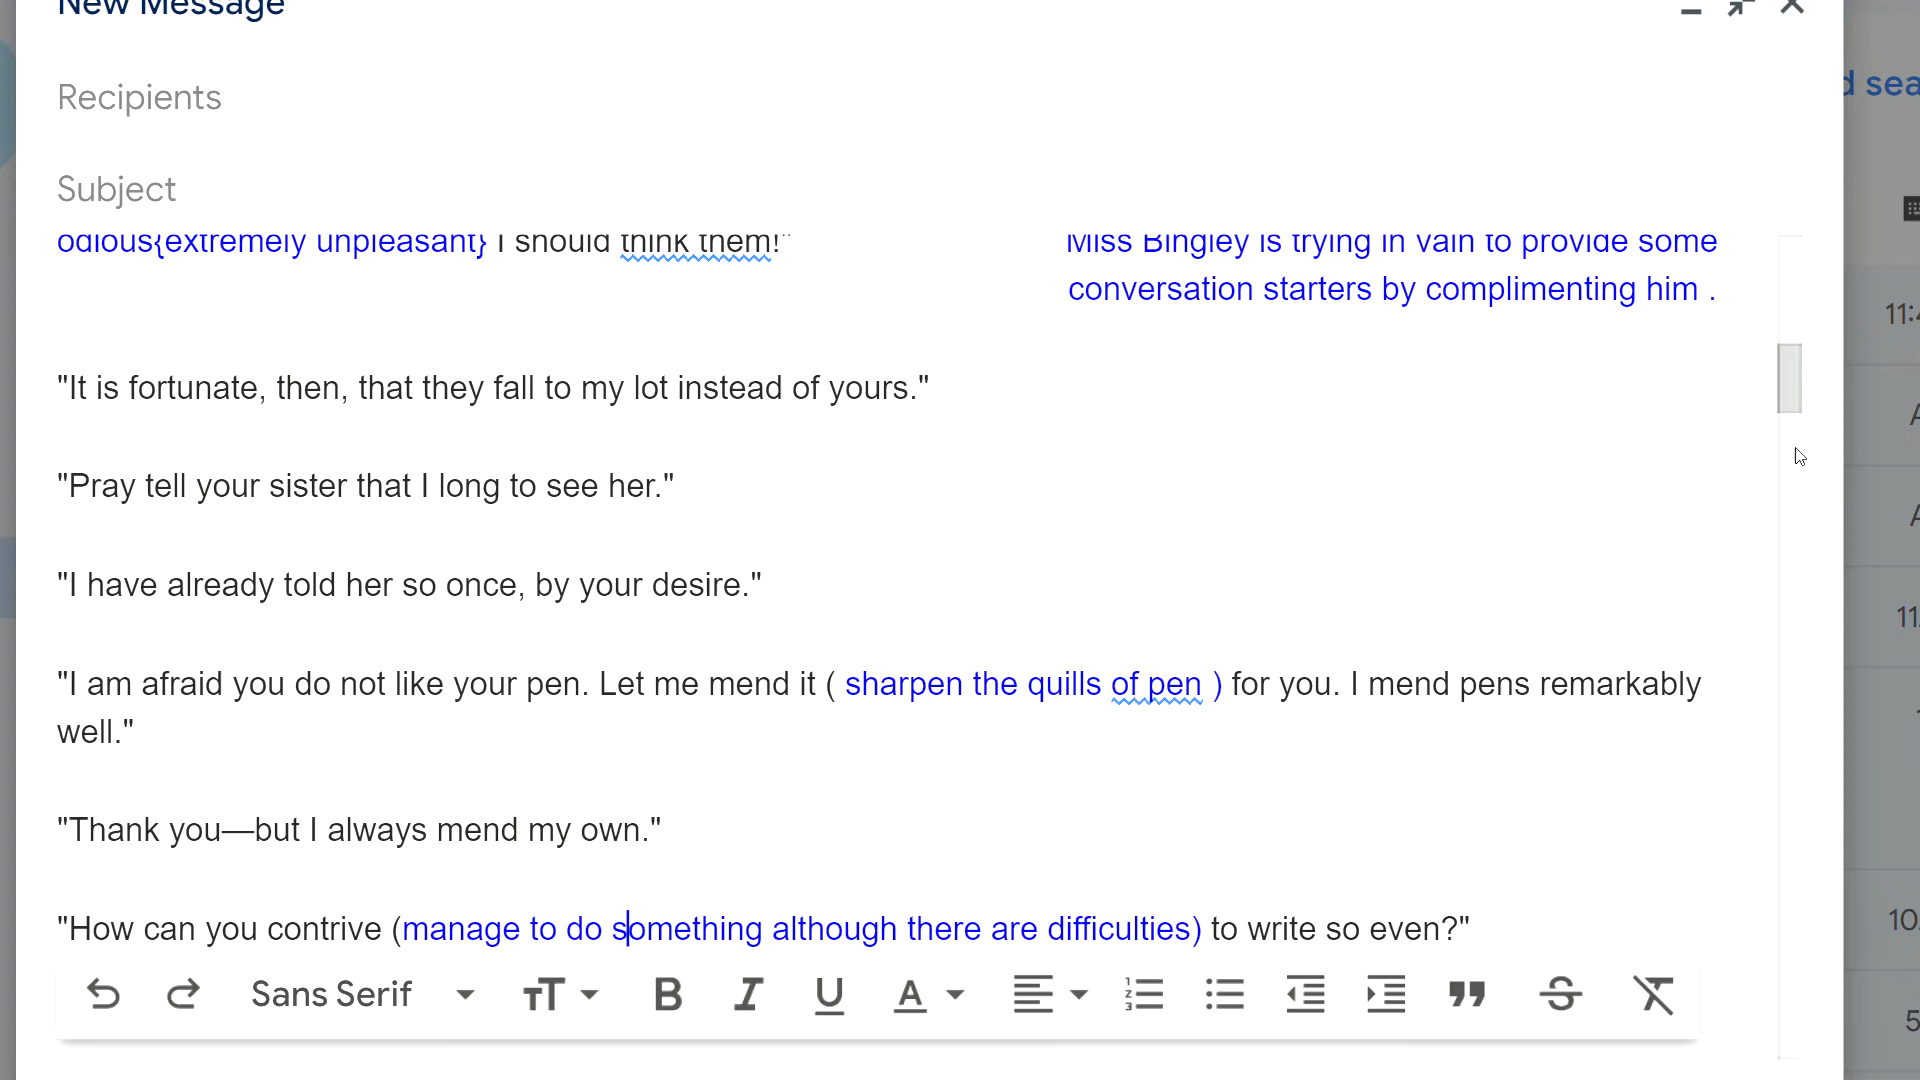 New Message
d sea
Recipients
Subject
odious{extremely unpleasant} I should think them!"
Miss Bingley is trying in vain to provide some
conversation starters by complimenting him .
11:4
"It is fortunate, then, that they fall to my lot instead of yours."
"Pray tell your sister that I long to see her."
"I have already told her so once, by your desire."
11/
"I am afraid you do not like your pen. Let me mend it ( sharpen the quills of pen ) for you. I mend pens remarkably
well."
"Thank you—but I always mend my own."
"How can you contrive (manage to do something although there are difficulties) to write so even?"
10/
Sans Serif
5